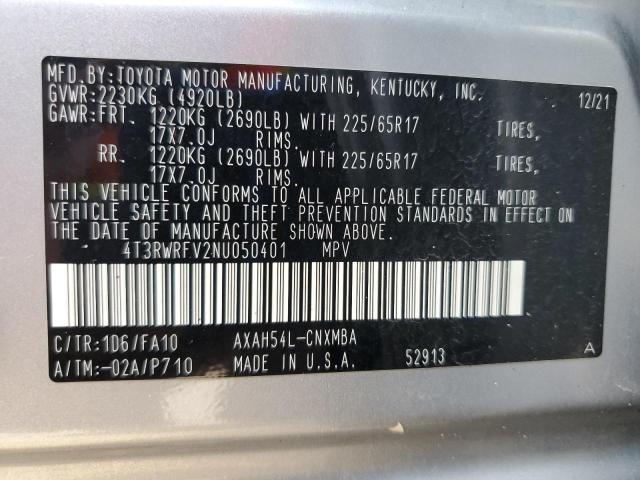 MFD.BY:TOYOTA MOTOR MANUFACTURING, KENTUCKY, INC. 12/21
GVWR:2230KG (4920LB)
GAWR:FRT. 1220KG (2690LB) WITH 225/65R17 TIRES,
17X7.0J RIMS.
RR. 1220KG (2690LB) WITH 225/65R17 TIRES,
17X7.0J RIMS.
THIS VEHICLE CONFORMS TO ALL APPLICABLE FEDERAL MOTOR
VEHICLE SAFETY AND THEFT PREVENTION STANDARDS IN EFFECT ON
THE DATE OF MANUFACTURE SHOWN ABOVE.
4T3RWRFV2NU050401 MPV
C/TR:1D6/FA10 AXAH54L-CNXMBA
A/TM:-02A/P710 MADE IN U.S.A. 52913 A